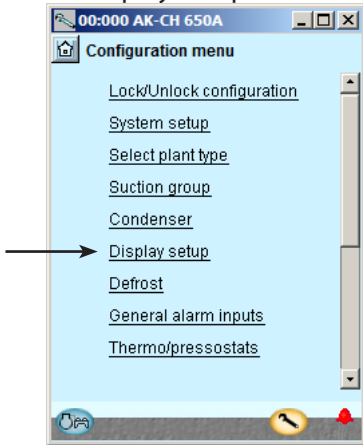 00:000 AK-CH 650A
Configuration menu
Lock/Unlock configuration
System setup
Select plant type
Suction group
Condenser
Display setup
Defrost
General alarm inputs
Thermo/pressostats